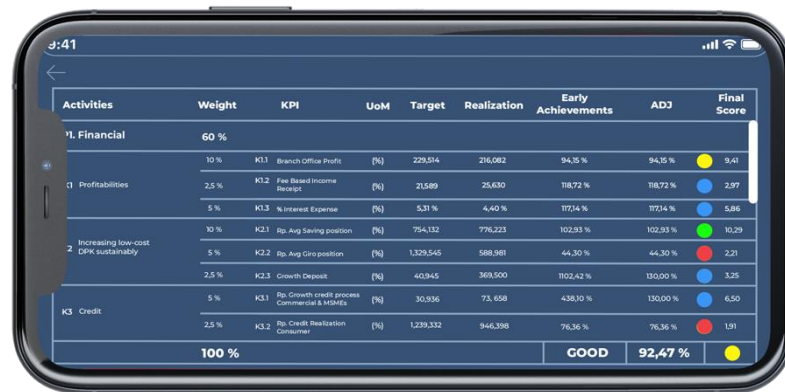 9:41
Activities Weight KPI UoM Target Realization Early Achievements ADJ Final Score
P1. Financial 60 %
10 % K1.1 Branch Office Profit (%) 229,514 216,082 94,15 % 94,15 % 9,41
K1 Profitabilities 2,5 % K1.2 Fee Based Income Receipt (%) 21,589 25,630 118,72 % 118,72 % 2,97
5 % K1.3 % Interest Expense (%) 5,31 % 4,40 % 117,14 % 117,14 % 5,86
10 % K2.1 Rp. Avg Saving position (%) 754,132 776,223 102,93 % 102,93 % 10,29
2 Increasing low-cost DPK sustainably 5 % K2.2 Rp. Avg Giro position (%) 1,329,545 588,981 44,30 % 44,30 % 2,21
2,5 % K2.3 Growth Deposit (%) 40,945 369,500 1102,42 % 130,00 % 3,25
K3 Credit 5 % K3.1 Rp. Growth credit process Commercial & MSMEs (%) 30,936 73, 658 438,10 % 130,00 % 6,50
2,5 % K3.2 Rp. Credit Realization Consumer (%) 1,239,332 946,398 76,36 % 76,36 % 1,91
100 % GOOD 92,47 %